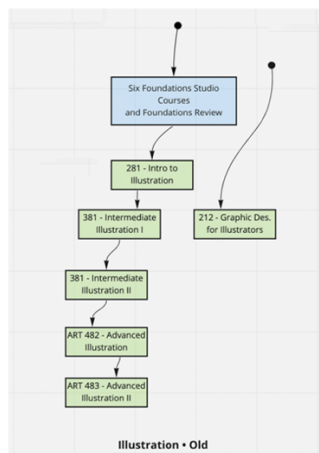 Six Foundations Studio
Courses
and Foundations Review
281 - Intro to
Illustration
381 - Intermediate
Illustration I
212 - Graphic Des.
for Illustrators
381 - Intermediate
Illustration II
ART 482 - Advanced
Illustration
ART 483 - Advanced
Illustration II
Illustration • Old